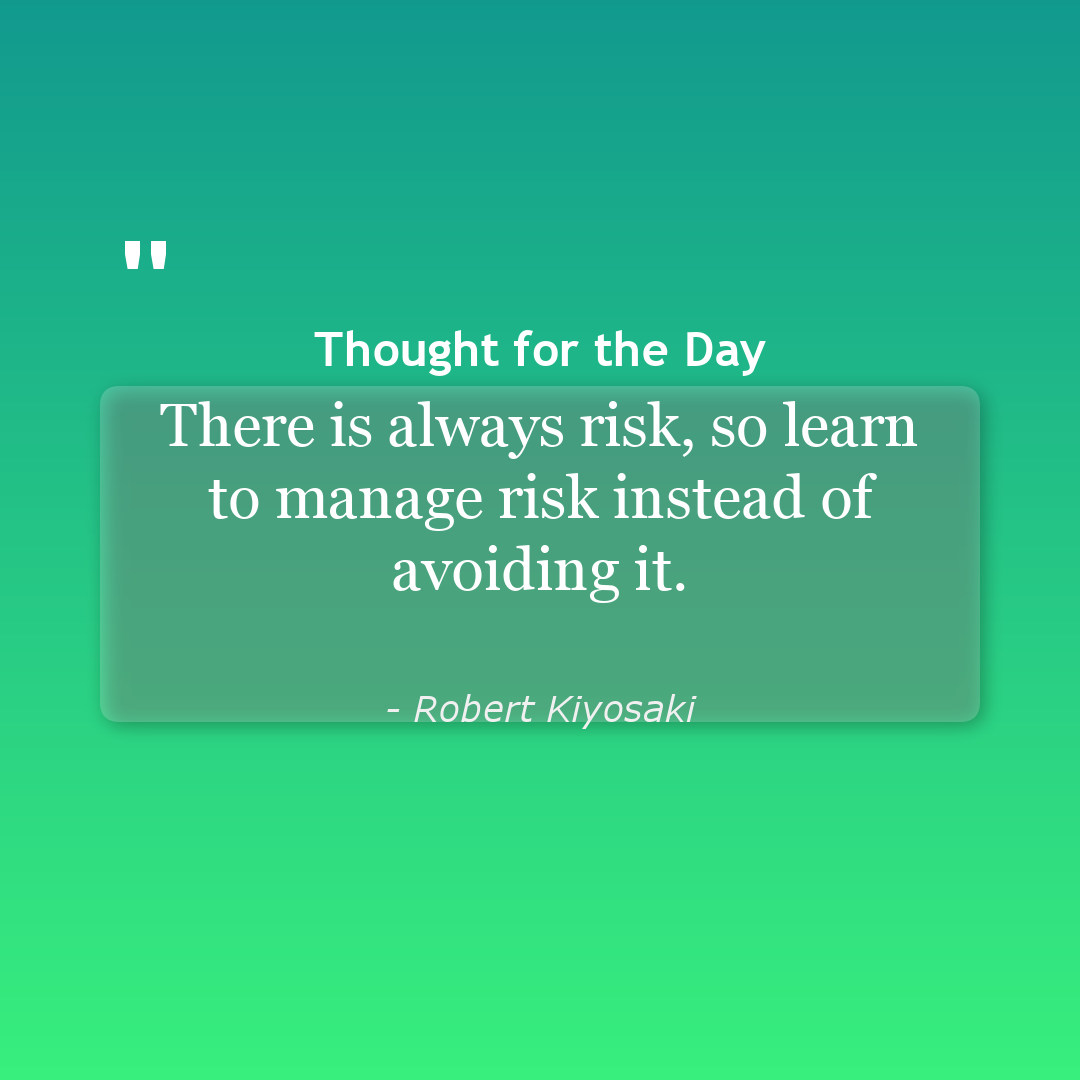 "
Thought for the Day
There is always risk, so learn
to manage risk instead of
avoiding it.
- Robert Kiyosaki